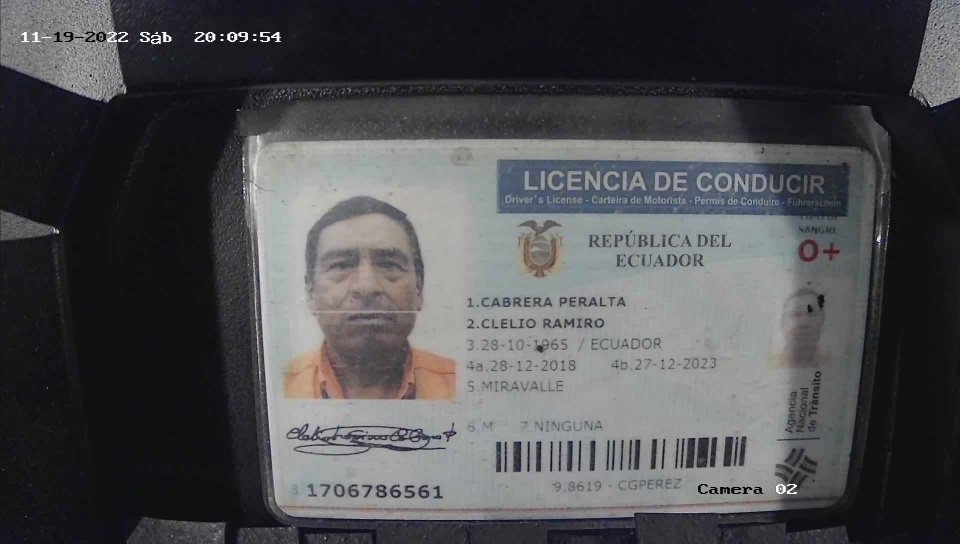 11-19-2022 Sáb 20:09:54
LICENCIA DE CONDUCIR
Driver's License - Carteira de Motorista - Permis de Conduire - Führerschein
TIPO DE
SANGRE
O+
REPÚBLICA DEL
ECUADOR
1.CABRERA PERALTA
2.CLELIO RAMIRO
3.28-10-1965 / ECUADOR
4a.28-12-2018 4b.27-12-2023
5.MIRAVALLE
6.M 7.NINGUNA
Agencia
Nacional
de Tránsito
1706786561
9.8619 - CGPEREZ
Camera 02